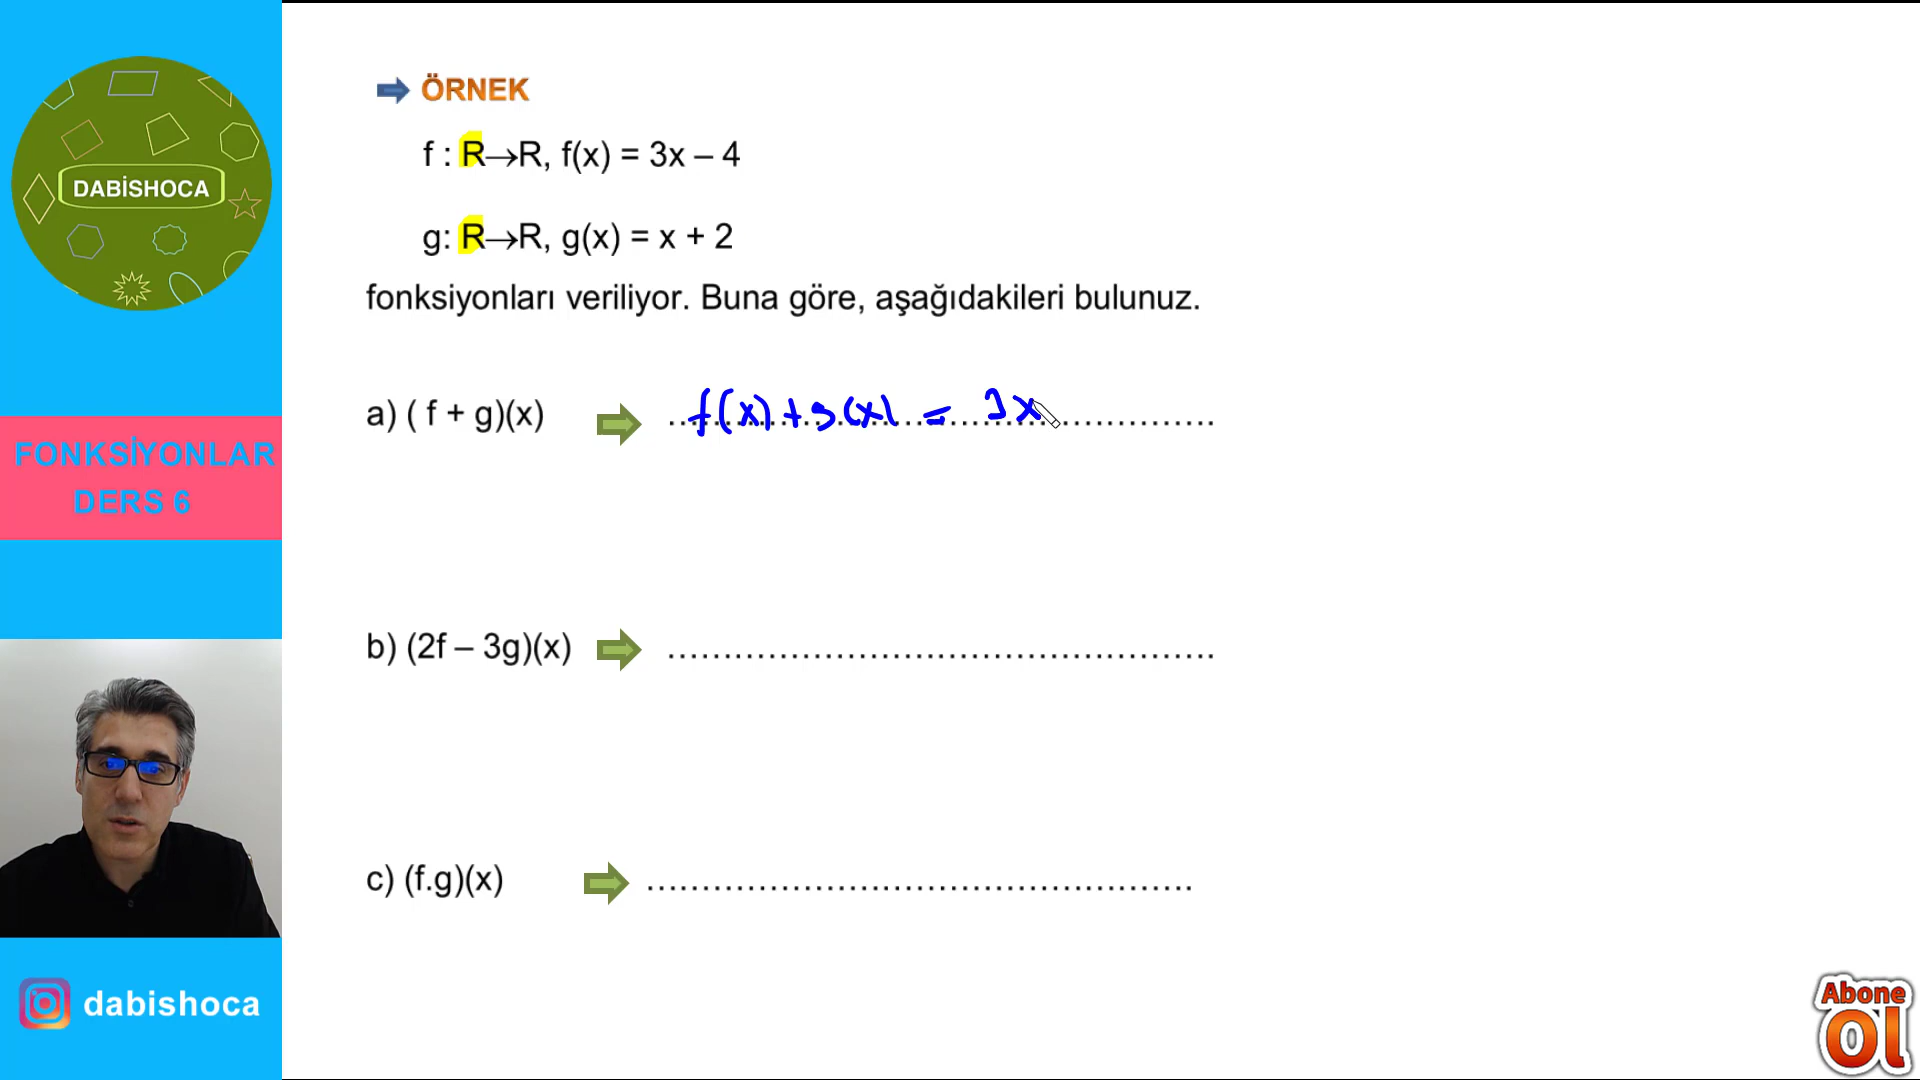 DABİSHOCA
FONKSİYONLAR
DERS 6
dabishoca
ÖRNEK
f : R→R, f(x) = 3x – 4
g: R→R, g(x) = x + 2
fonksiyonları veriliyor. Buna göre, aşağıdakileri bulunuz.
a) ( f + g)(x) f(x)+g(x) = 3x
b) (2f – 3g)(x) ......................................................
c) (f.g)(x) ......................................................
Abone
Ol